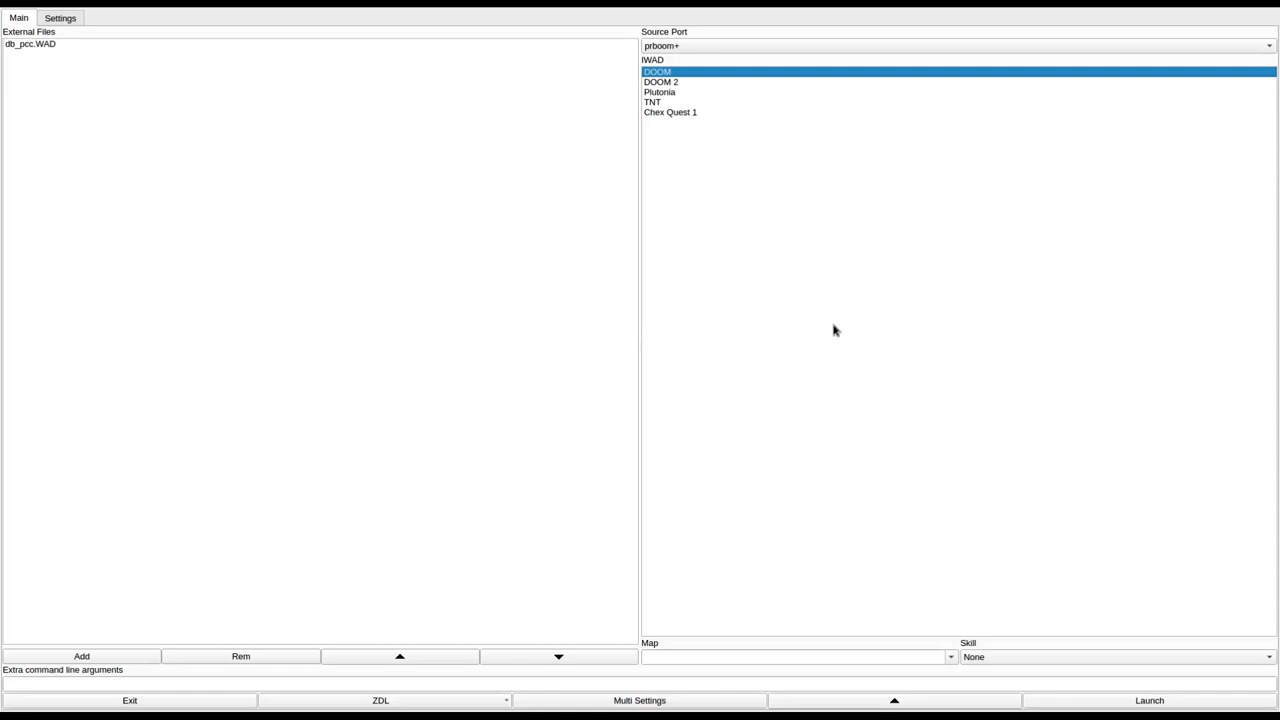 Main
Settings
External Files
db_pcc.WAD
Source Port
prboom+
IWAD
DOOM
DOOM 2
Plutonia
TNT
Chex Quest 1
Map
Skill
None
Add
Rem
Extra command line arguments
Exit
ZDL
Multi Settings
Launch